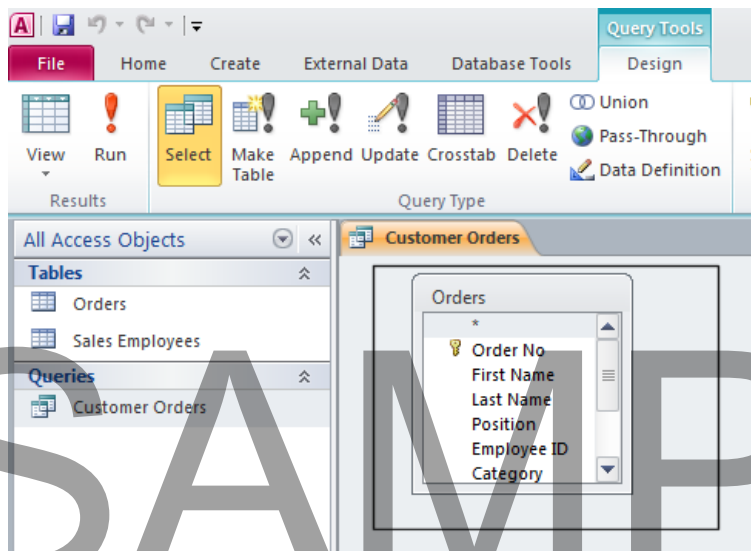 A
Query Tools
File Home Create External Data Database Tools Design
View Run Select Make Table Append Update Crosstab Delete
Union
Pass-Through
Data Definition
Results Query Type
All Access Objects
Customer Orders
Tables
Orders
Sales Employees
Queries
Customer Orders
Orders
*
Order No
First Name
Last Name
Position
Employee ID
Category
SAMP